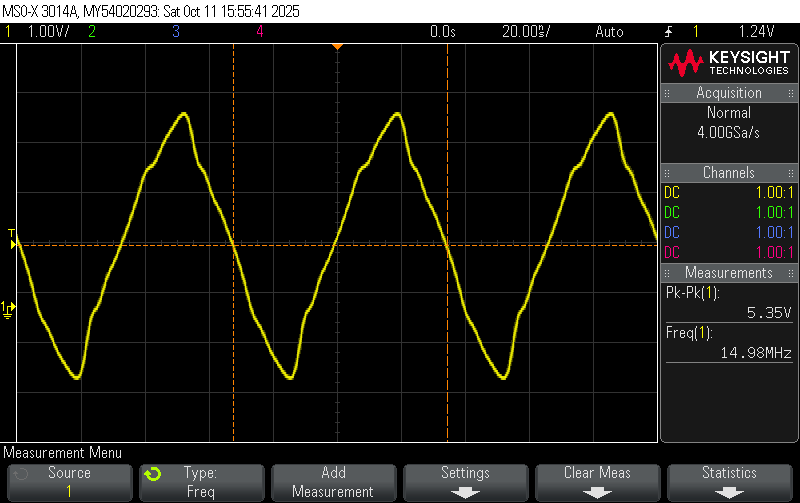 MSO-X 3014A, MY54020293: Sat Oct 11 15:55:41 2025
1 1.00V/ 2 3 4 0.0s 20.00ns/ Auto 1 1.24V
KEYSIGHT
TECHNOLOGIES
Acquisition
Normal
4.00GSa/s
Channels
DC 1.00:1
DC 1.00:1
DC 1.00:1
DC 1.00:1
Measurements
Pk-Pk(1):
5.35V
Freq(1):
14.98MHz
T
1
Measurement Menu
Source
1
Type:
Freq
Add
Measurement
Settings
Clear Meas
Statistics